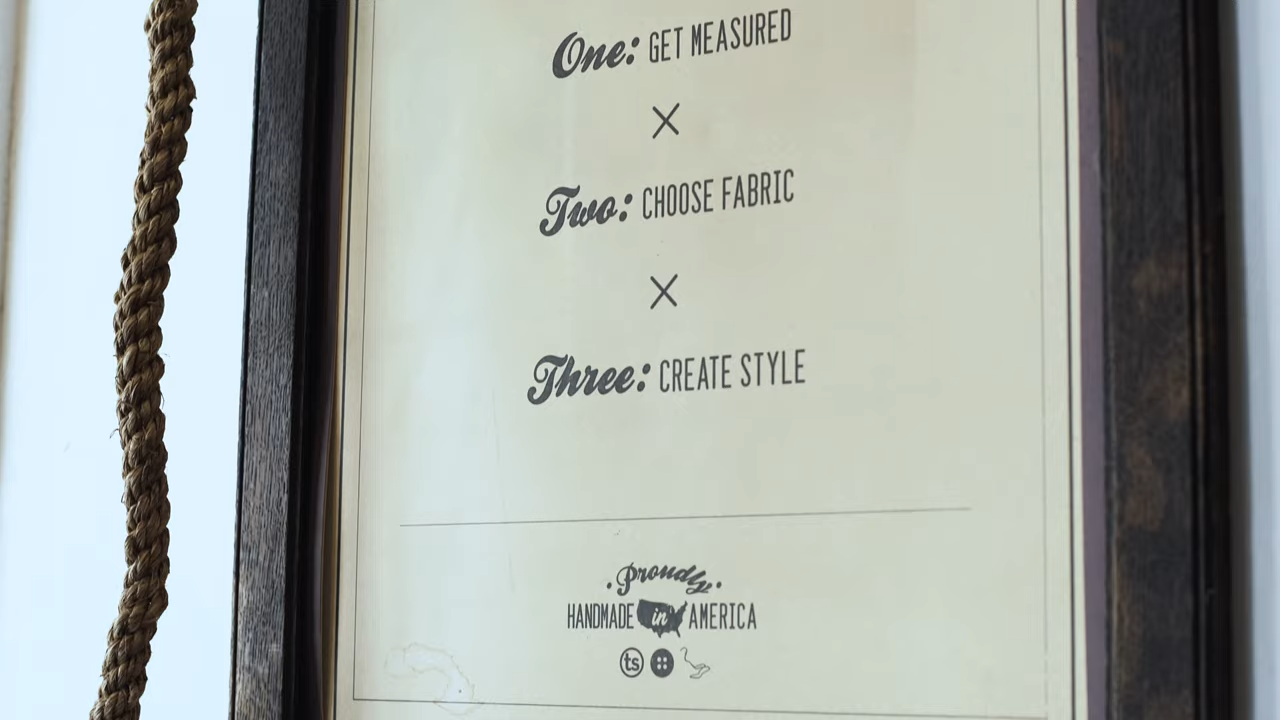 One: GET MEASURED
Two: CHOOSE FABRIC
Three: CREATE STYLE
Proudly
HANDMADE in AMERICA
ts